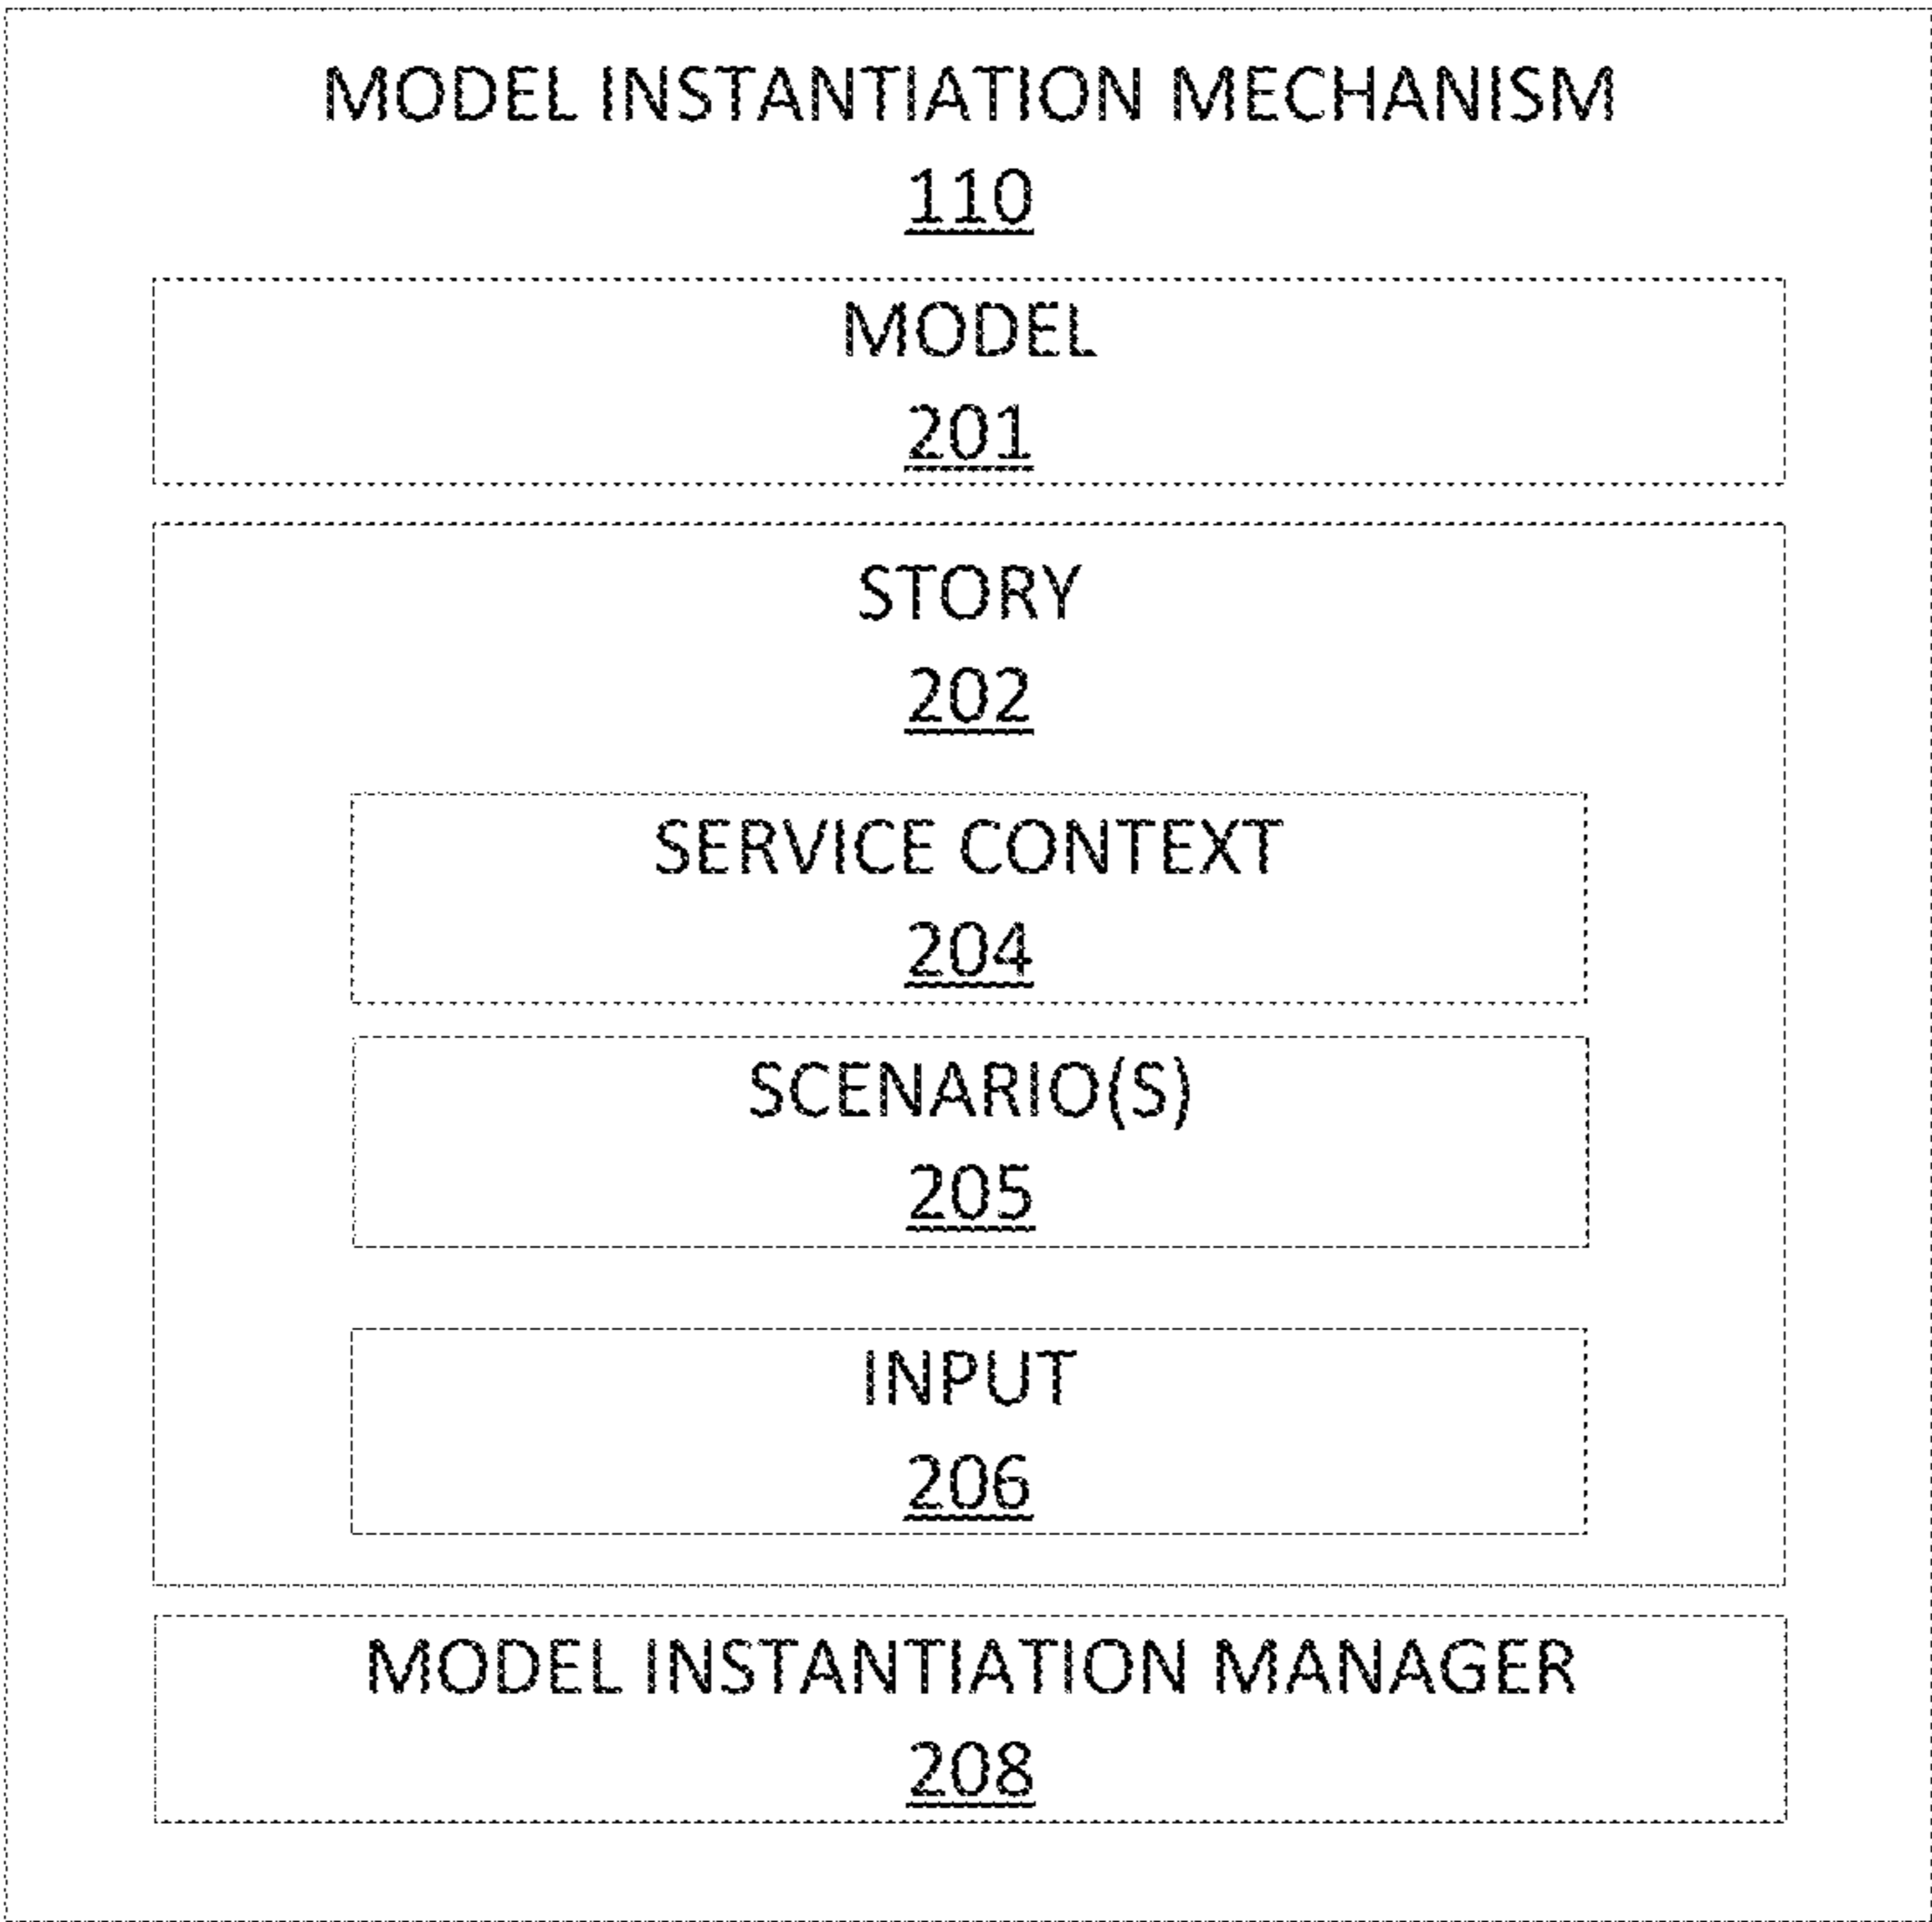 MODEL INSTANTIATION MECHANISM
110
MODEL
201
STORY
202
SERVICE CONTEXT
204
SCENARIO(S)
205
INPUT
206
MODEL INSTANTIATION MANAGER
208